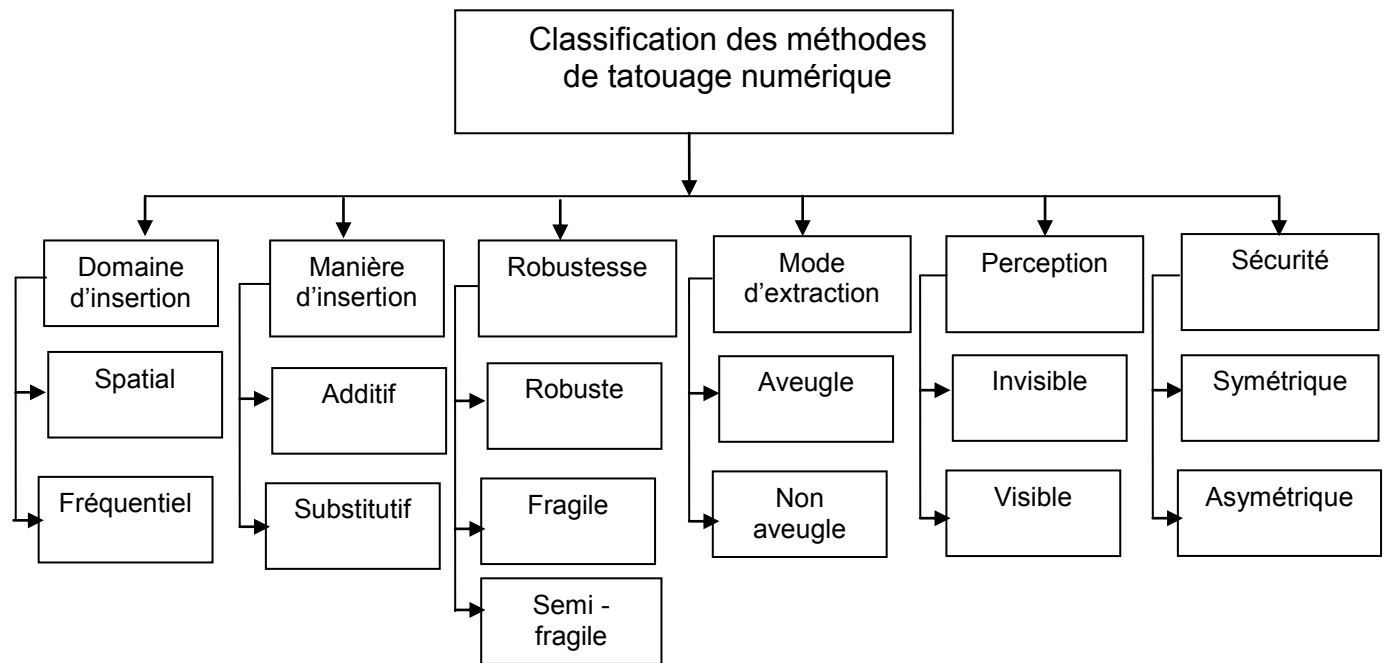 Classification des méthodes
de tatouage numérique
Domaine
d’insertion
Manière
d’insertion
Robustesse
Mode
d’extraction
Perception
Sécurité
Spatial
Additif
Robuste
Aveugle
Invisible
Symétrique
Fréquentiel
Substitutif
Fragile
Non
aveugle
Visible
Asymétrique
Semi -
fragile